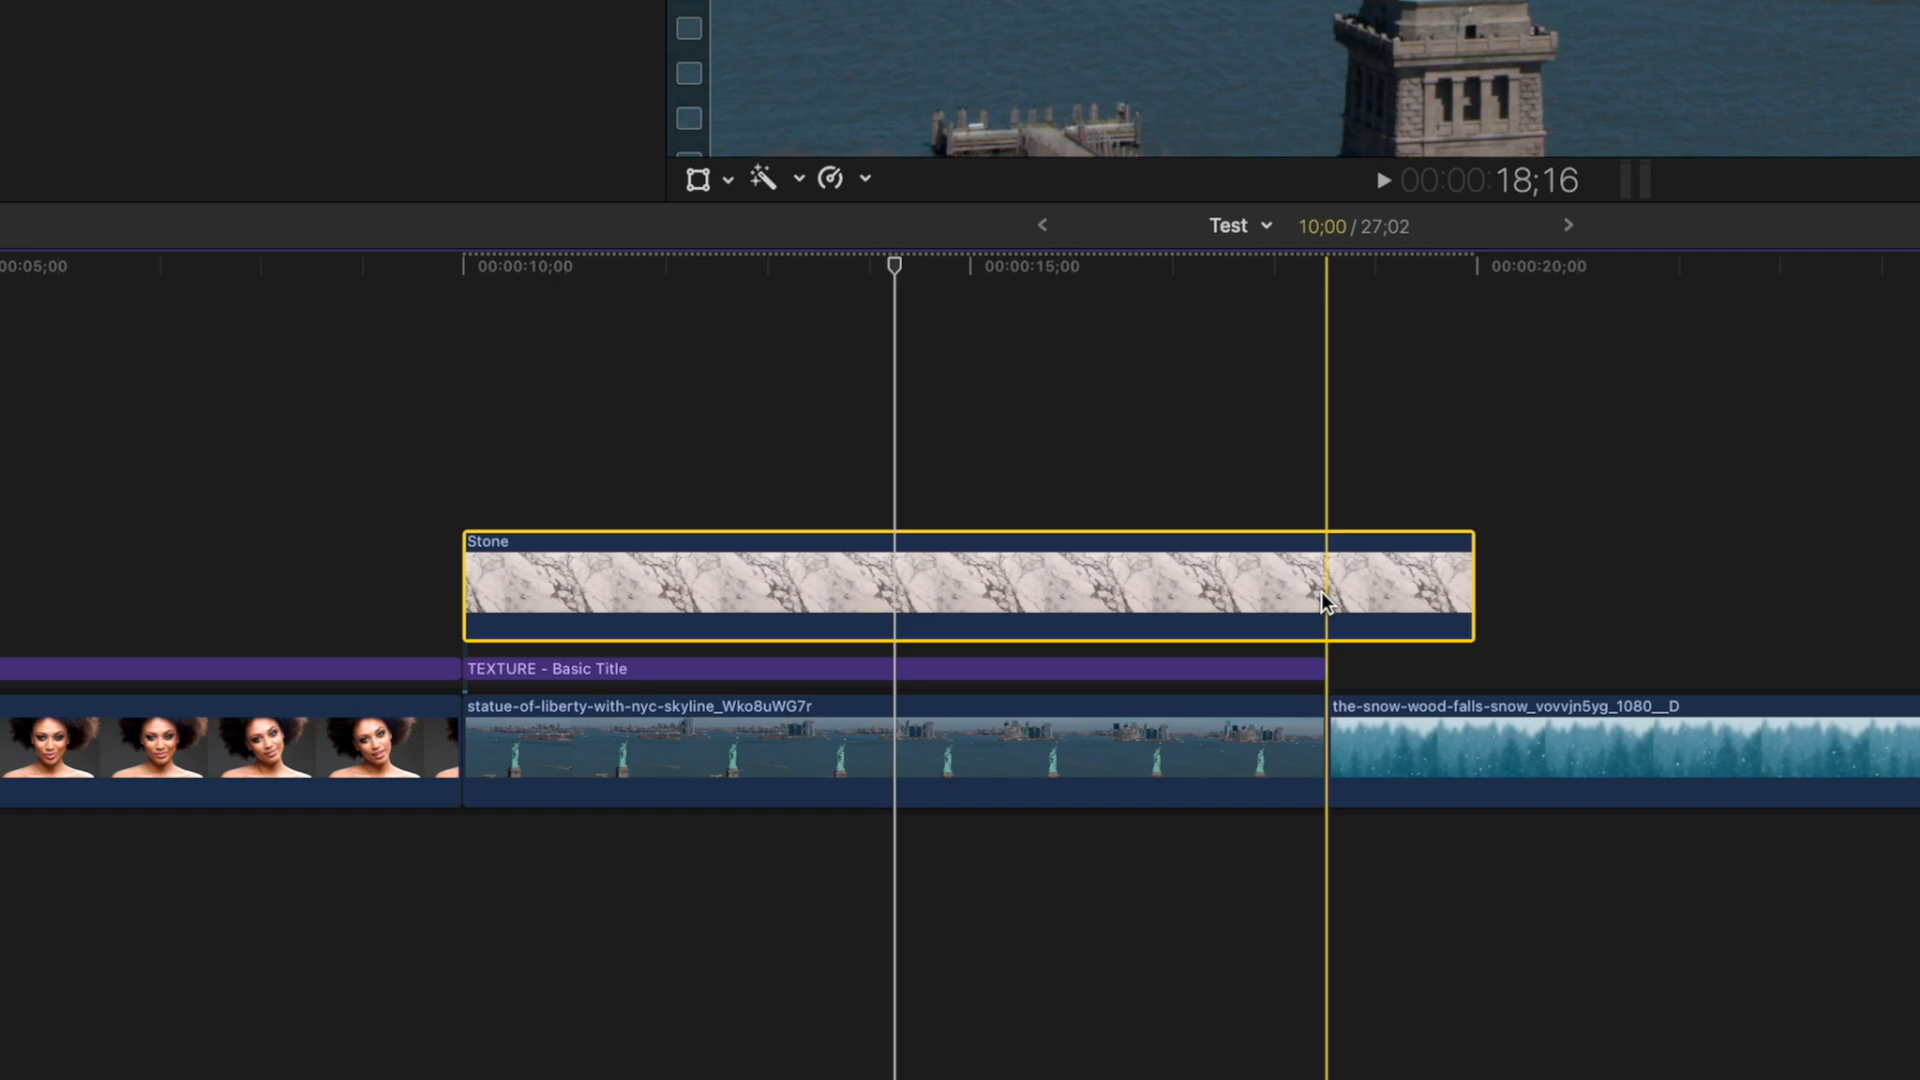 00:00:18;16
Test 10;00 / 27;02
00:05;00
00:00:10;00
00:00:15;00
00:00:20;00
Stone
TEXTURE - Basic Title
statue-of-liberty-with-nyc-skyline_Wko8uWG7r
the-snow-wood-falls-snow_vovvjn5yg_1080__D